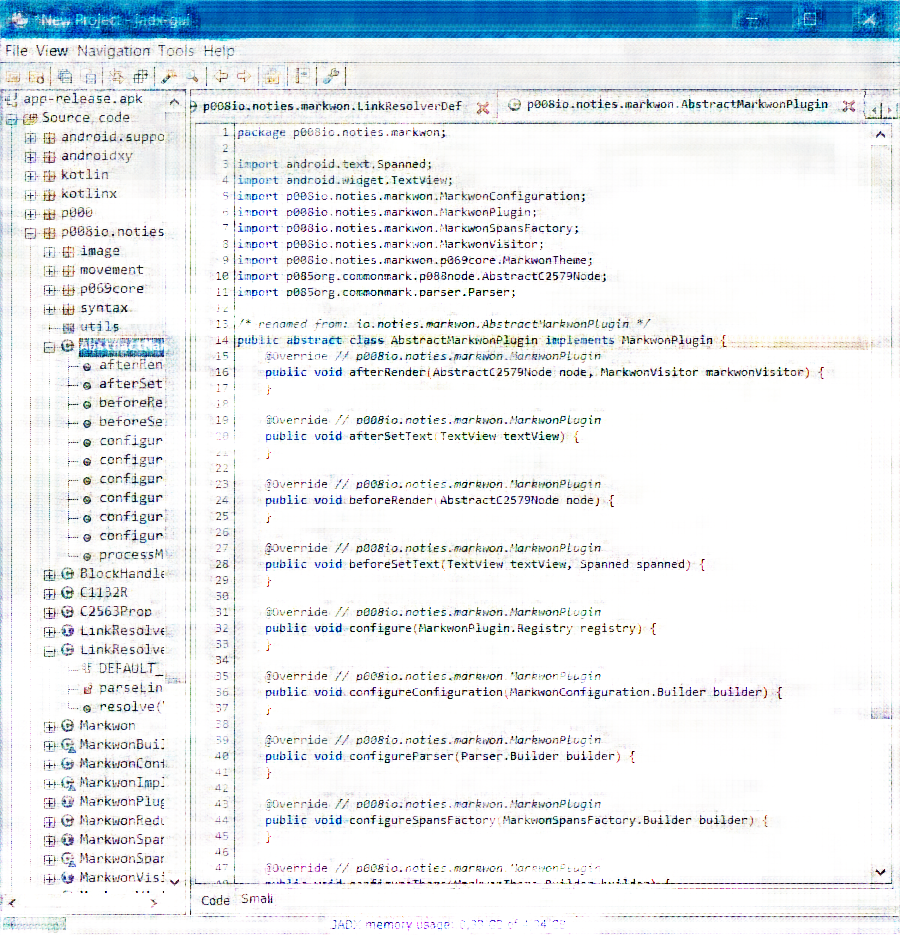 *New Project - jadx-gui
File View Navigation Tools Help
app-release.apk
Source code
android.suppo
androidxy
kotlin
kotlinx
p000
p008io.noties
image
movement
p069core
syntax
utils
afterRen
afterSet
beforeRe
beforeSe
configur
configur
configur
configur
configur
configur
processM
BlockHandle
C1132R
C2563Prop
LinkResolve
LinkResolve
DEFAULT_
parseLin
resolve(
Markwon
MarkwonBuil
MarkwonConf
MarkwonImpl
MarkwonPlug
MarkwonRedu
MarkwonSpan
MarkwonSpan
MarkwonVisi
p008io.noties.markwon.LinkResolverDef
p008io.noties.markwon.AbstractMarkwonPlugin
1 package p008io.noties.markwon;
2
3 import android.text.Spanned;
4 import android.widget.TextView;
5 import p008io.noties.markwon.MarkwonConfiguration;
6 import p008io.noties.markwon.MarkwonPlugin;
7 import p008io.noties.markwon.MarkwonSpansFactory;
8 import p008io.noties.markwon.MarkwonVisitor;
9 import p008io.noties.markwon.p069core.MarkwonTheme;
10 import p085org.commonmark.p088node.AbstractC2579Node;
11 import p085org.commonmark.parser.Parser;
12
13 /* renamed from: io.noties.markwon.AbstractMarkwonPlugin */
14 public abstract class AbstractMarkwonPlugin implements MarkwonPlugin {
15 @Override // p008io.noties.markwon.MarkwonPlugin
16 public void afterRender(AbstractC2579Node node, MarkwonVisitor markwonVisitor) {
17 }
18
19 @Override // p008io.noties.markwon.MarkwonPlugin
20 public void afterSetText(TextView textView) {
21 }
22
23 @Override // p008io.noties.markwon.MarkwonPlugin
24 public void beforeRender(AbstractC2579Node node) {
25 }
26
27 @Override // p008io.noties.markwon.MarkwonPlugin
28 public void beforeSetText(TextView textView, Spanned spanned) {
29 }
30
31 @Override // p008io.noties.markwon.MarkwonPlugin
32 public void configure(MarkwonPlugin.Registry registry) {
33 }
34
35 @Override // p008io.noties.markwon.MarkwonPlugin
36 public void configureConfiguration(MarkwonConfiguration.Builder builder) {
37 }
38
39 @Override // p008io.noties.markwon.MarkwonPlugin
40 public void configureParser(Parser.Builder builder) {
41 }
42
43 @Override // p008io.noties.markwon.MarkwonPlugin
44 public void configureSpansFactory(MarkwonSpansFactory.Builder builder) {
45 }
46
47 @Override // p008io.noties.markwon.MarkwonPlugin
48 public void configureTheme(MarkwonTheme.Builder builder) {
Code Smali
JADX memory usage: